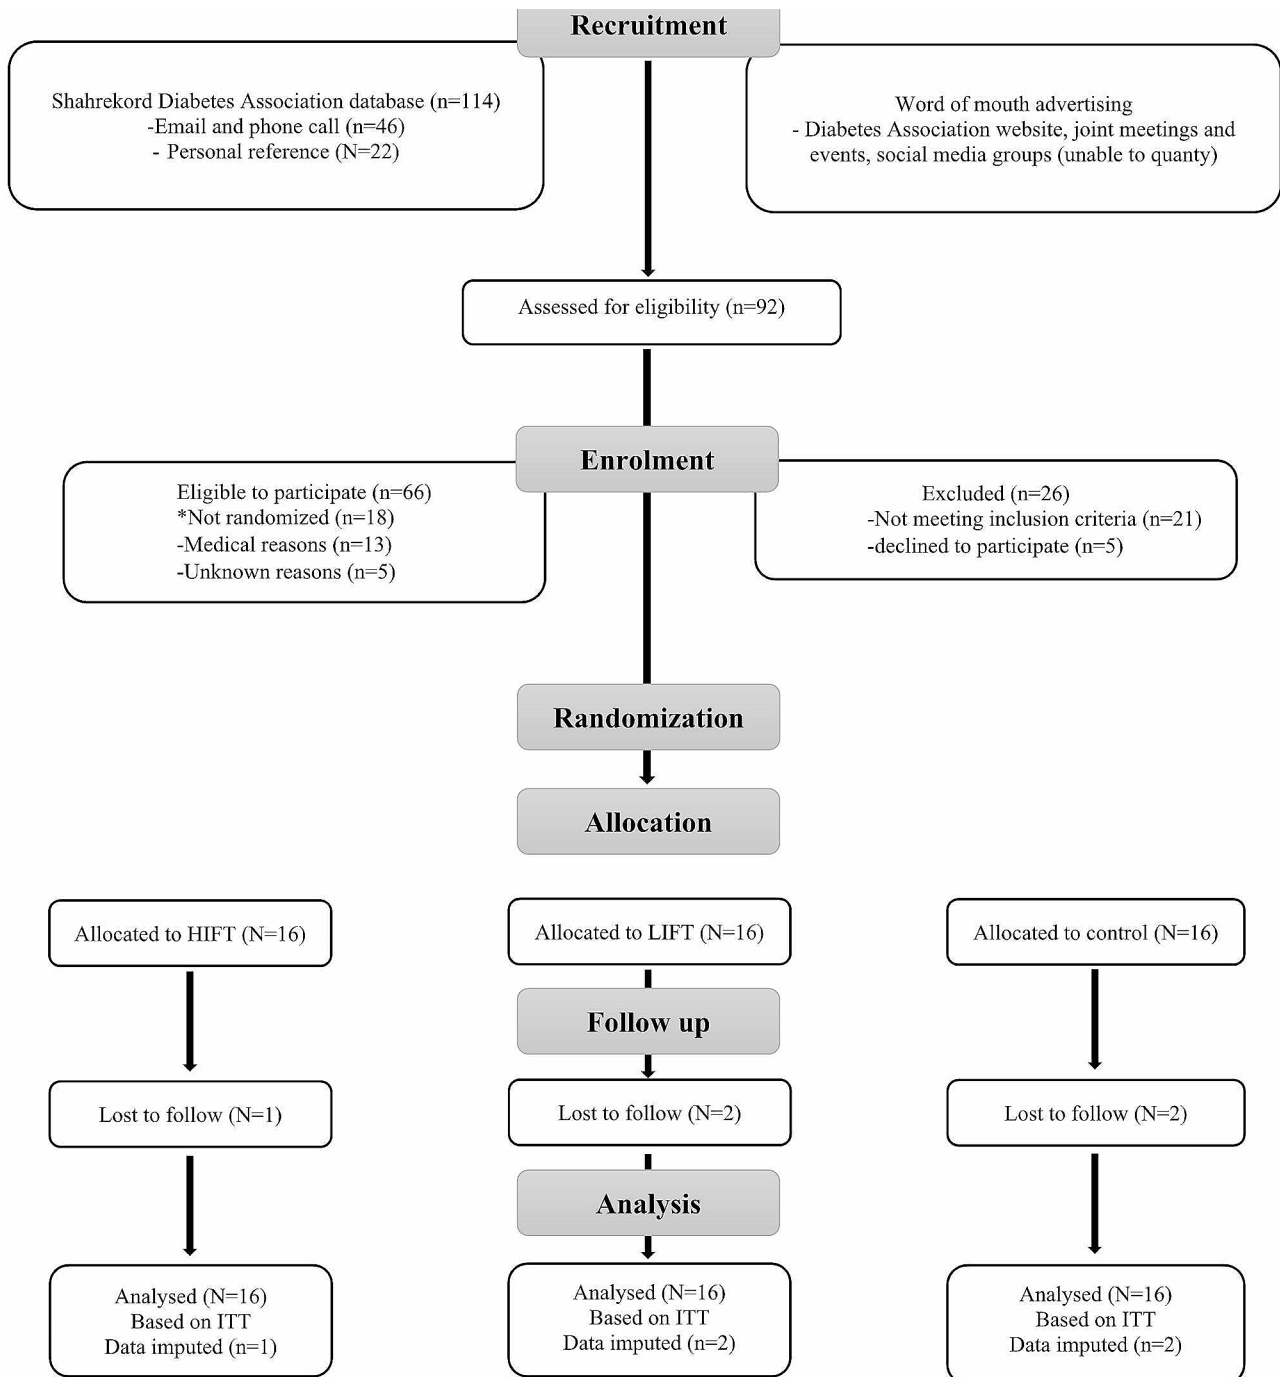 Recruitment
Shahrekord Diabetes Association database (n=114)
-Email and phone call (n=46)
- Personal reference (N=22)
Word of mouth advertising
- Diabetes Association website, joint meetings and
events, social media groups (unable to quanty)
Assessed for eligibility (n=92)
Enrolment
Eligible to participate (n=66)
*Not randomized (n=18)
-Medical reasons (n=13)
-Unknown reasons (n=5)
Excluded (n=26)
-Not meeting inclusion criteria (n=21)
-declined to participate (n=5)
Randomization
Allocation
Allocated to HIFT (N=16)
Allocated to LIFT (N=16)
Allocated to control (N=16)
Follow up
Lost to follow (N=1)
Lost to follow (N=2)
Lost to follow (N=2)
Analysis
Analysed (N=16)
Based on ITT
Data imputed (n=1)
Analysed (N=16)
Based on ITT
Data imputed (n=2)
Analysed (N=16)
Based on ITT
Data imputed (n=2)